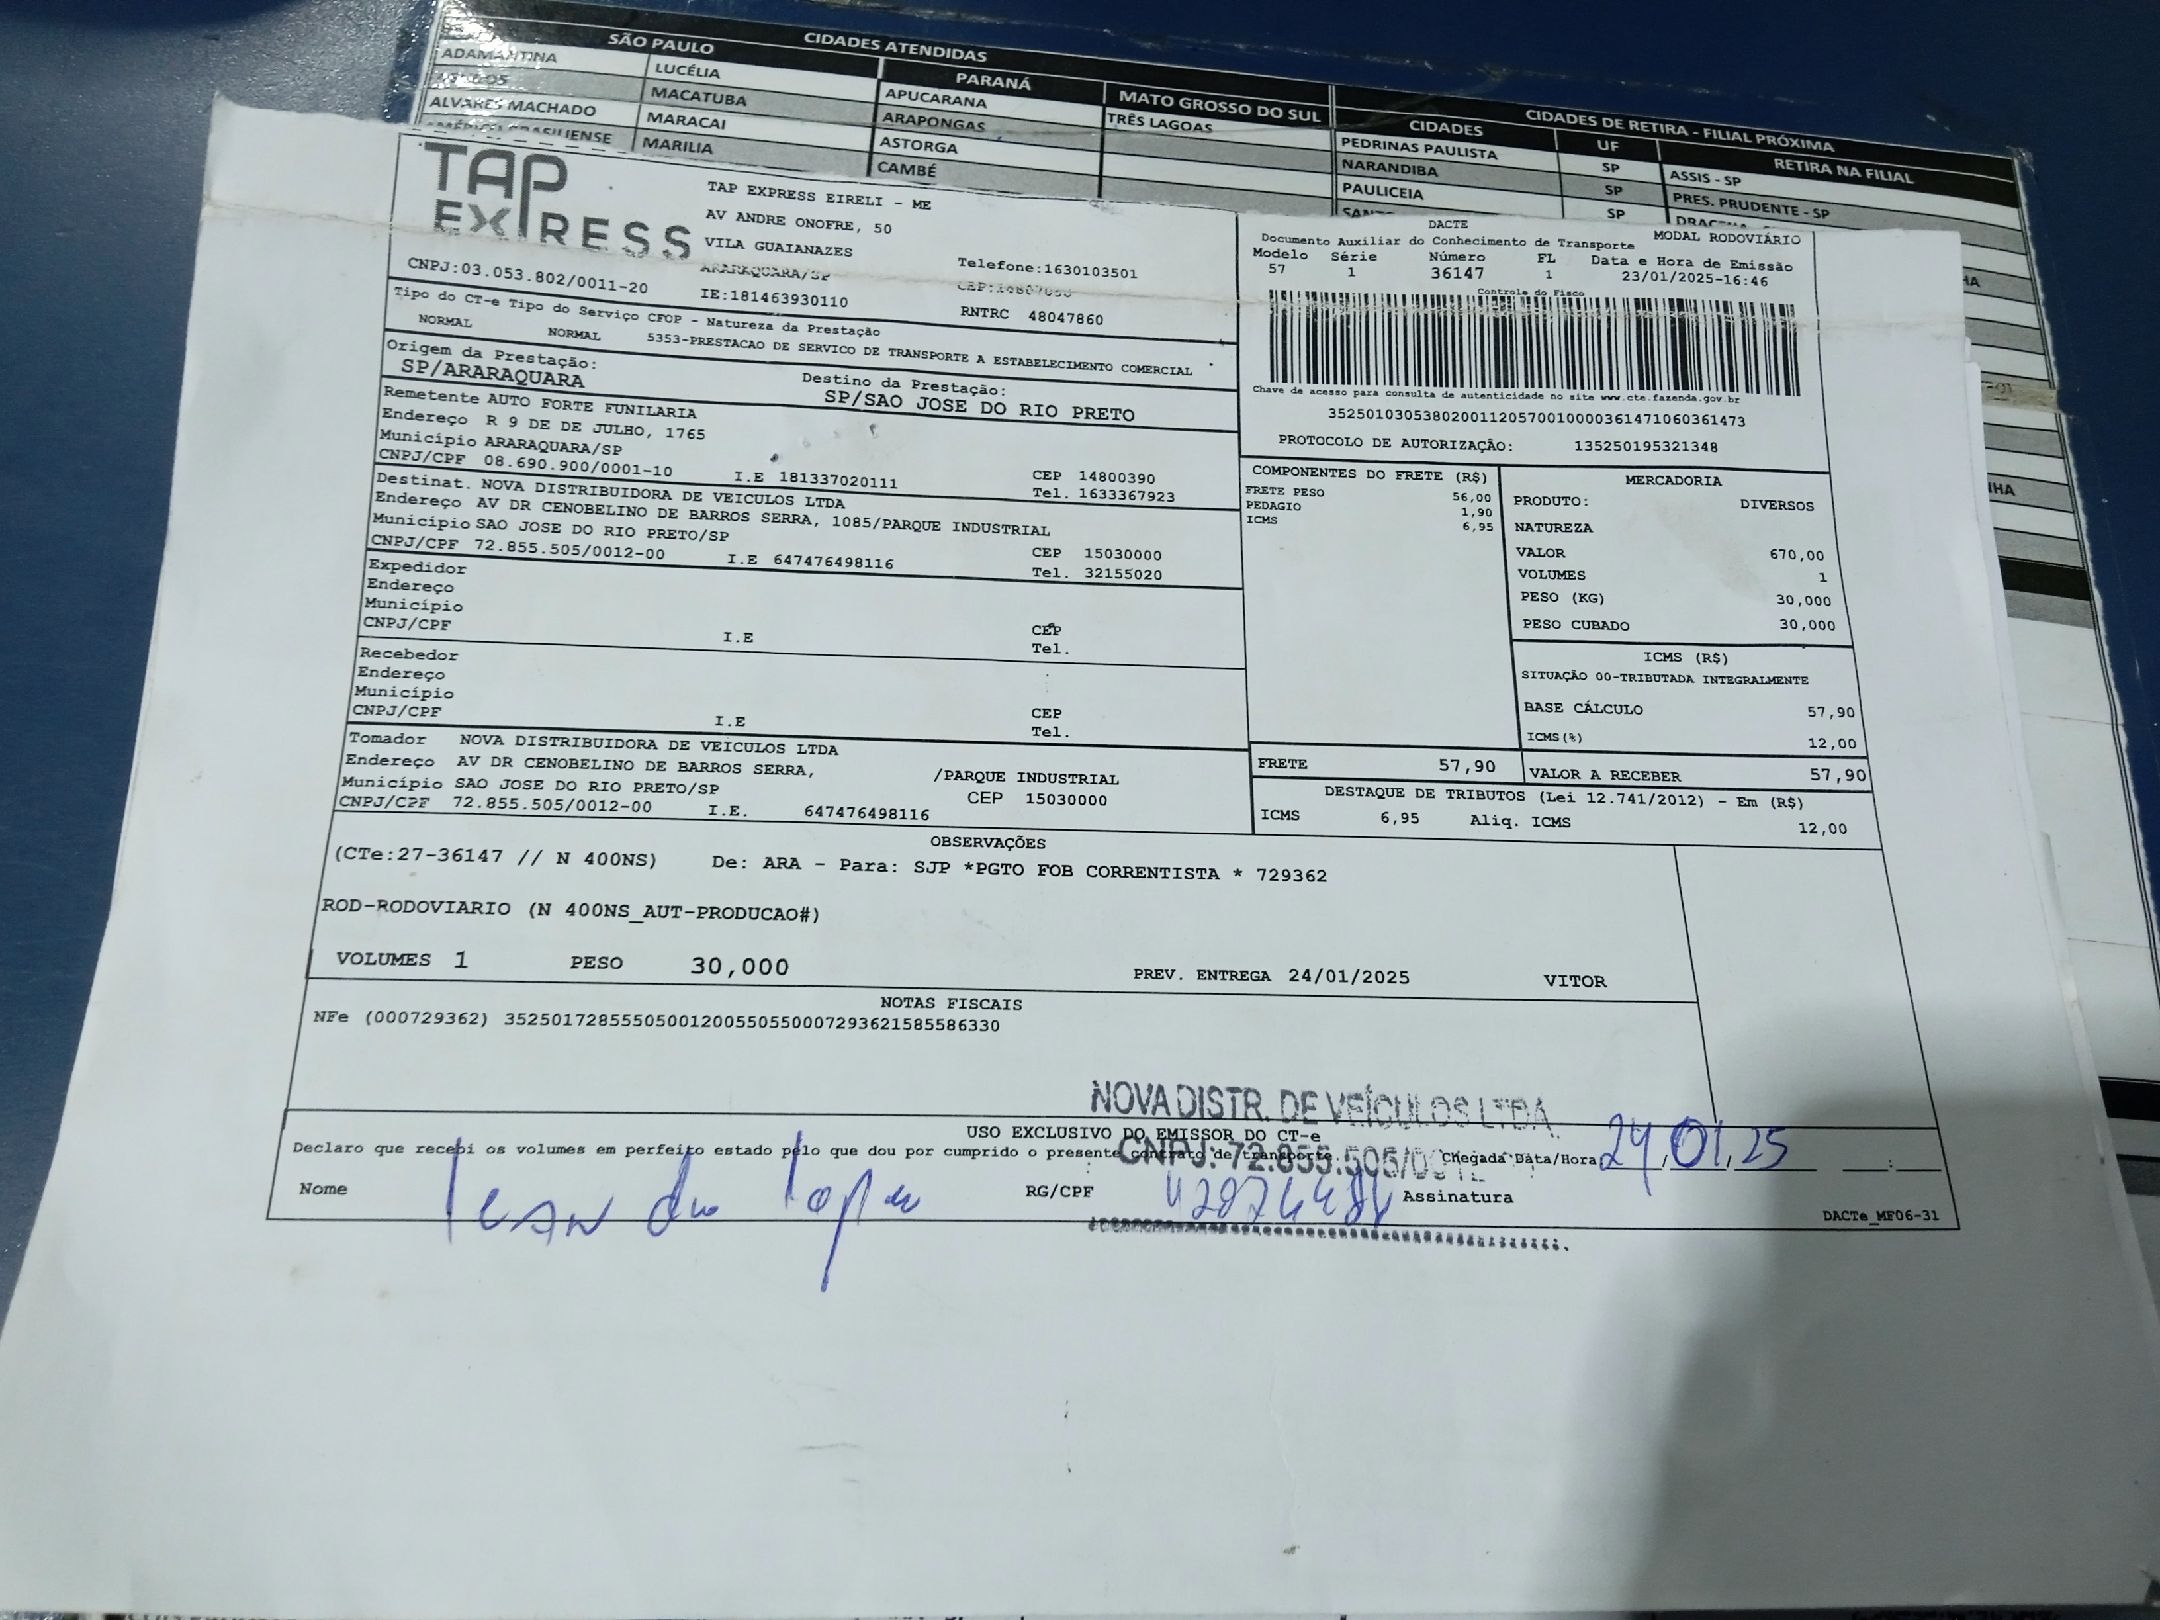 CIDADES ATENDIDAS
SÃO PAULO
PARANÁ
MATO GROSSO DO SUL
ADAMANTINA
LUCÉLIA
APUCARANA
TRÊS LAGOAS
MACATUBA
ARAPONGAS
ALVARES MACHADO
MARACAI
ASTORGA
AMÉRICO BRASILIENSE
MARILIA
CAMBÉ
CIDADES DE RETIRA - FILIAL PRÓXIMA
CIDADES
UF
RETIRA NA FILIAL
PEDRINAS PAULISTA
SP
ASSIS - SP
NARANDIBA
SP
PRES. PRUDENTE - SP
PAULICEIA
SP
TAP EXPRESS
TAP EXPRESS EIRELI - ME
AV ANDRE ONOFRE, 50
VILA GUAIANAZES
Telefone:1630103501
ARARAQUARA/SP
CNPJ:03.053.802/0011-20
IE:181463930110
RNTRC 48047860
Tipo do CT-e Tipo do Serviço CFOP - Natureza da Prestação
NORMAL NORMAL 5353-PRESTACAO DE SERVICO DE TRANSPORTE A ESTABELECIMENTO COMERCIAL
Origem da Prestação:
SP/ARARAQUARA
Destino da Prestação:
SP/SAO JOSE DO RIO PRETO
DACTE
Documento Auxiliar do Conhecimento de Transporte
MODAL RODOVIÁRIO
Modelo Série Número FL Data e Hora de Emissão
57 1 36147 1 23/01/2025-16:46
Controle do Fisco
Chave de acesso para consulta de autenticidade no site www.cte.fazenda.gov.br
35250103053802001120570010000361471060361473
PROTOCOLO DE AUTORIZAÇÃO: 135250195321348
Remetente AUTO FORTE FUNILARIA
Endereço R 9 DE DE JULHO, 1765
Município ARARAQUARA/SP
CEP 14800390
CNPJ/CPF 08.690.900/0001-10 I.E 181337020111 Tel. 1633367923
Destinat. NOVA DISTRIBUIDORA DE VEICULOS LTDA
Endereço AV DR CENOBELINO DE BARROS SERRA, 1085/PARQUE INDUSTRIAL
Município SAO JOSE DO RIO PRETO/SP
CEP 15030000
CNPJ/CPF 72.855.505/0012-00 I.E 647476498116 Tel. 32155020
Expedidor
Endereço
Município
CEP
CNPJ/CPF I.E Tel.
Recebedor
Endereço
Município
CEP
CNPJ/CPF I.E Tel.
Tomador NOVA DISTRIBUIDORA DE VEICULOS LTDA
Endereço AV DR CENOBELINO DE BARROS SERRA, /PARQUE INDUSTRIAL
Município SAO JOSE DO RIO PRETO/SP CEP 15030000
CNPJ/CPF 72.855.505/0012-00 I.E. 647476498116
COMPONENTES DO FRETE (R$)
FRETE PESO 56,00
PEDAGIO 1,90
ICMS 6,95
MERCADORIA
PRODUTO: DIVERSOS
NATUREZA
VALOR 670,00
VOLUMES 1
PESO (KG) 30,000
PESO CUBADO 30,000
ICMS (R$)
SITUAÇÃO 00-TRIBUTADA INTEGRALMENTE
BASE CÁLCULO 57,90
ICMS(%) 12,00
FRETE 57,90
VALOR A RECEBER 57,90
DESTAQUE DE TRIBUTOS (Lei 12.741/2012) - Em (R$)
ICMS 6,95 Aliq. ICMS 12,00
OBSERVAÇÕES
(CTe:27-36147 // N 400NS) De: ARA - Para: SJP *PGTO FOB CORRENTISTA * 729362
ROD-RODOVIARIO (N 400NS_AUT-PRODUCAO#)
VOLUMES 1 PESO 30,000 PREV. ENTREGA 24/01/2025 VITOR
NOTAS FISCAIS
NFe (000729362) 35250172855505001200550550007293621585586330
NOVA DISTR. DE VEÍCULOS LTDA.
USO EXCLUSIVO DO EMISSOR DO CT-e
Declaro que recebi os volumes em perfeito estado pelo que dou por cumprido o presente contrato de transporte.
CNPJ: 72.855.505/0012
Chegada Data/Hora 24/01/25
Nome
RG/CPF
Assinatura
DACTe_MF06-31